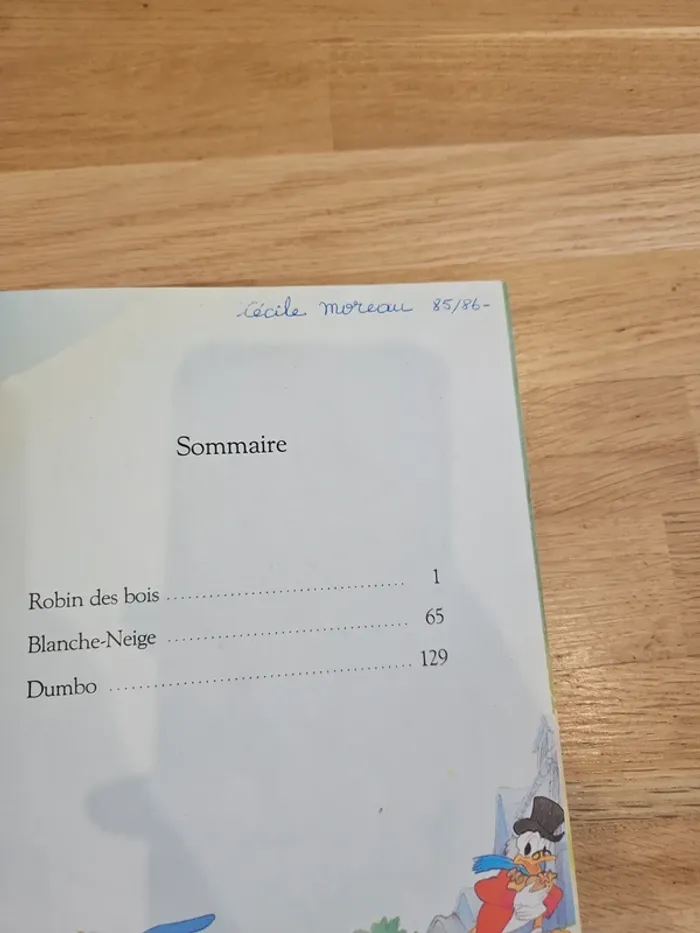 Cécile Moreau 85/86-
Sommaire
Robin des bois ........................................ 1
Blanche-Neige ........................................ 65
Dumbo ........................................ 129